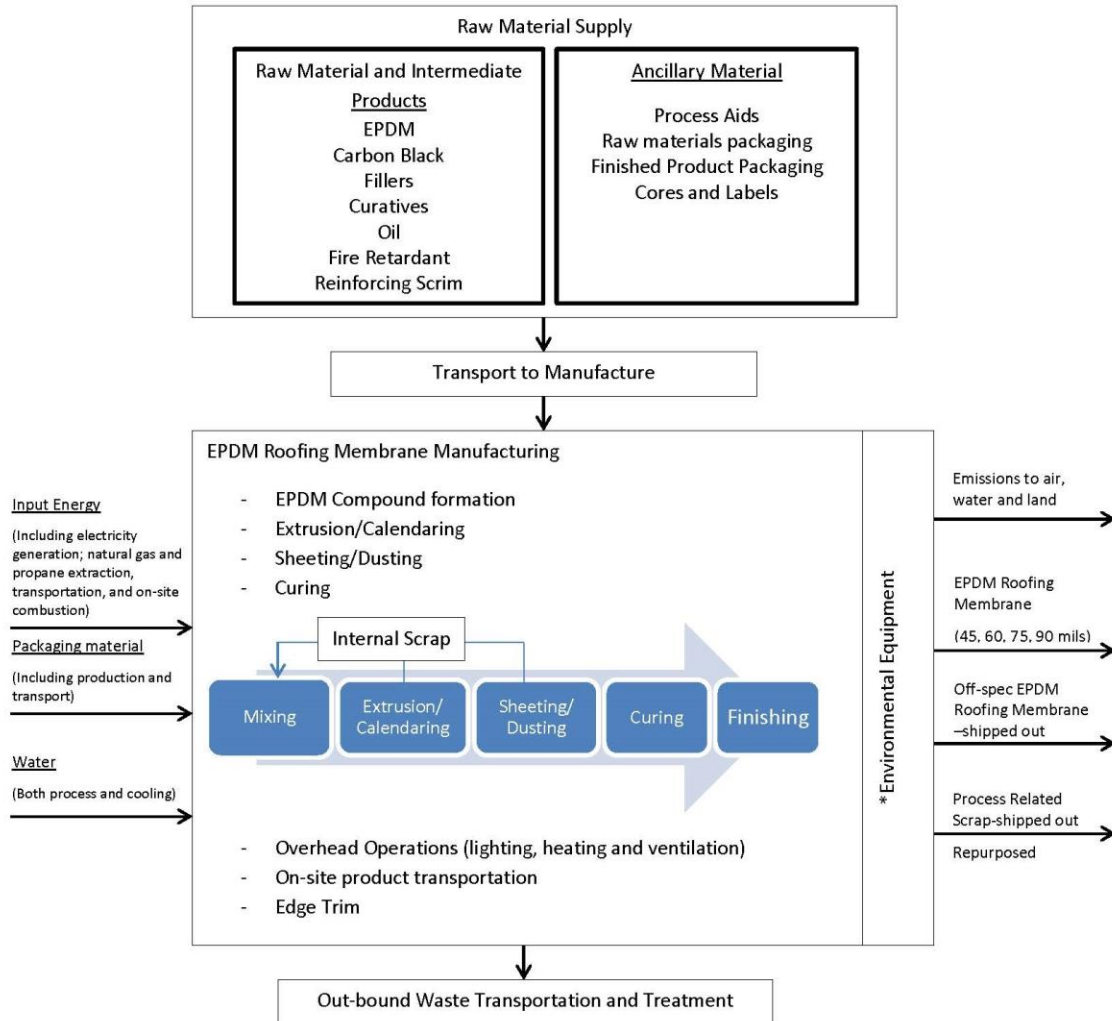 Raw Material Supply
Raw Material and Intermediate
Products
EPDM
Carbon Black
Fillers
Curatives
Oil
Fire Retardant
Reinforcing Scrim
Ancillary Material
Process Aids
Raw materials packaging
Finished Product Packaging
Cores and Labels
Transport to Manufacture
EPDM Roofing Membrane Manufacturing
- EPDM Compound formation
- Extrusion/Calendaring
- Sheeting/Dusting
- Curing
Input Energy
(Including electricity
generation; natural gas and
propane extraction,
transportation, and on-site
combustion)
Packaging material
(Including production and
transport)
Water
(Both process and cooling)
Internal Scrap
Mixing
Extrusion/
Calendaring
Sheeting/
Dusting
Curing
Finishing
- Overhead Operations (lighting, heating and ventilation)
- On-site product transportation
- Edge Trim
*Environmental Equipment
Emissions to air,
water and land
EPDM Roofing
Membrane
(45, 60, 75, 90 mils)
Off-spec EPDM
Roofing Membrane
–shipped out
Process Related
Scrap-shipped out
Repurposed
Out-bound Waste Transportation and Treatment